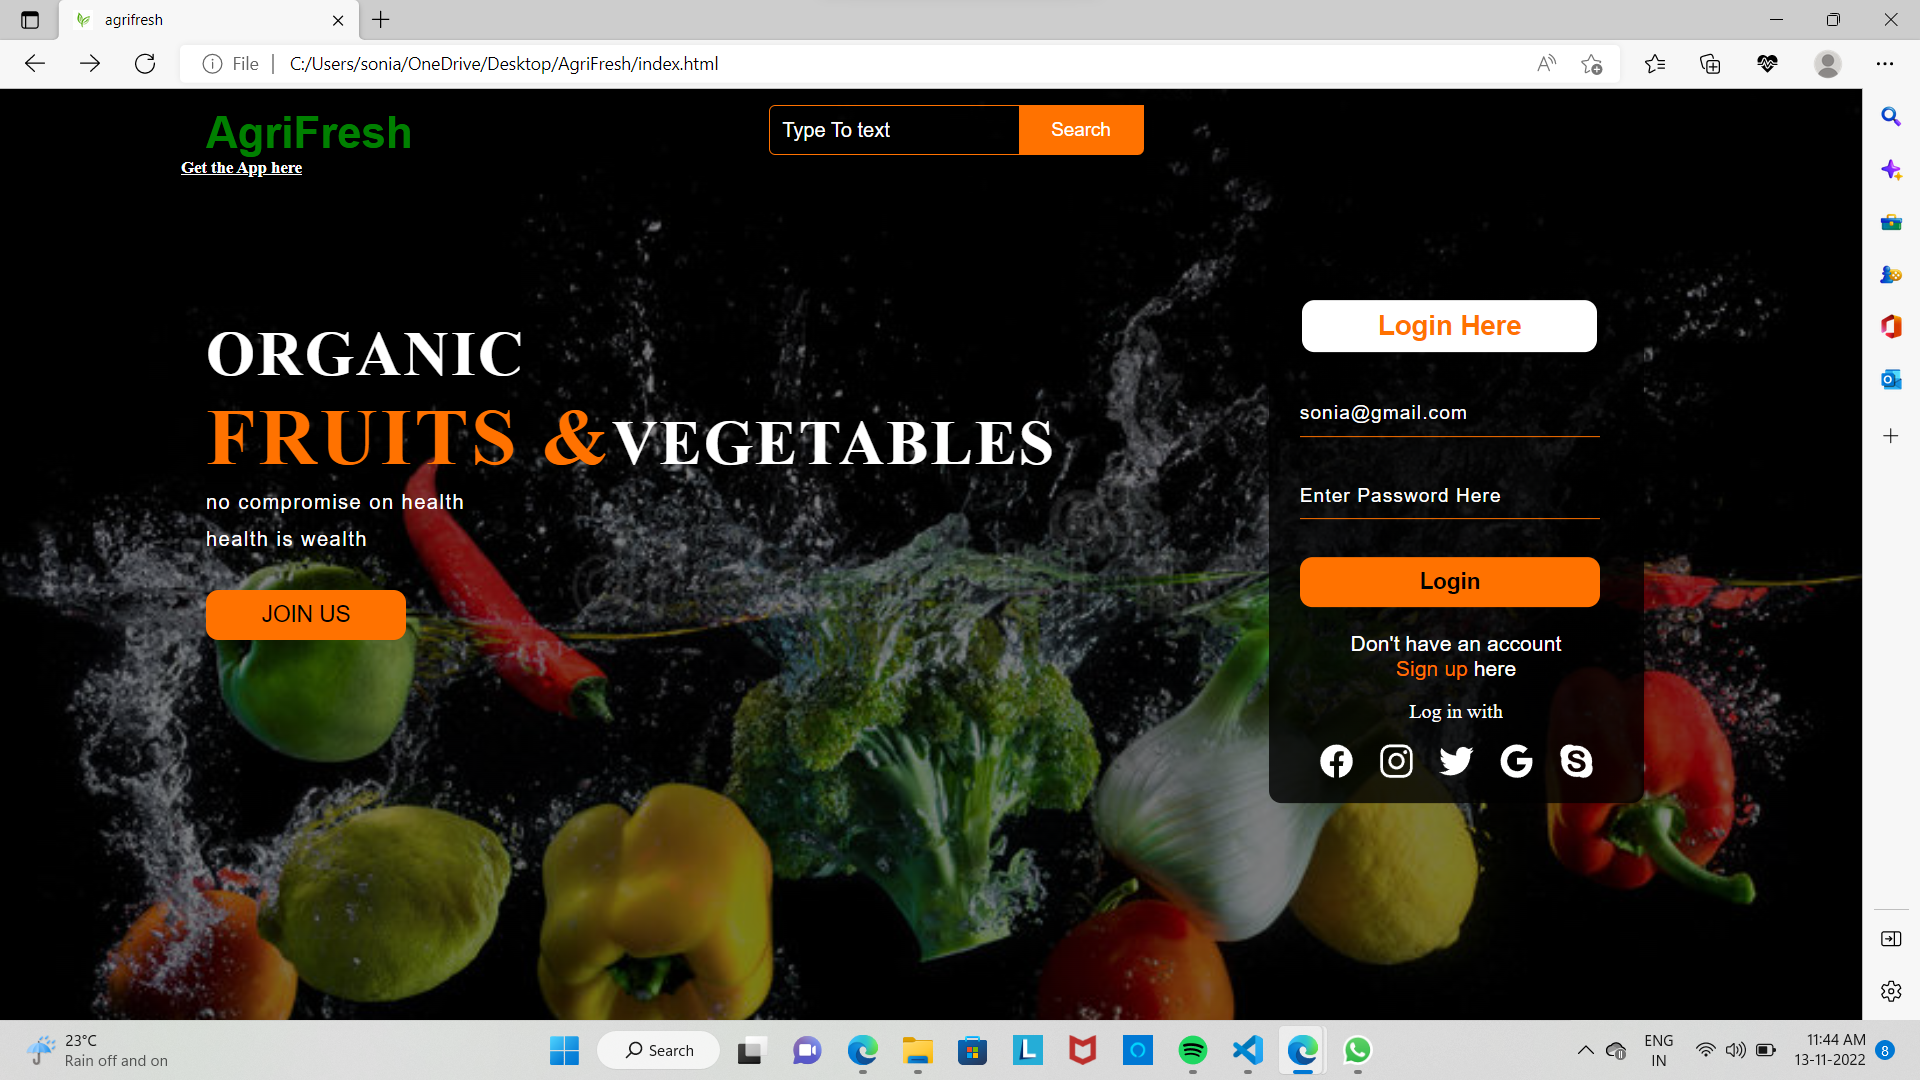 agrifresh
File
C:/Users/sonia/OneDrive/Desktop/AgriFresh/index.html
AgriFresh
Get the App here
Type To text
Search
ORGANIC
FRUITS &VEGETABLES
no compromise on health
health is wealth
JOIN US
Login Here
sonia@gmail.com
Enter Password Here
Login
Don't have an account
Sign up here
Log in with
23°C
Rain off and on
Search
ENG
IN
11:44 AM
13-11-2022
8